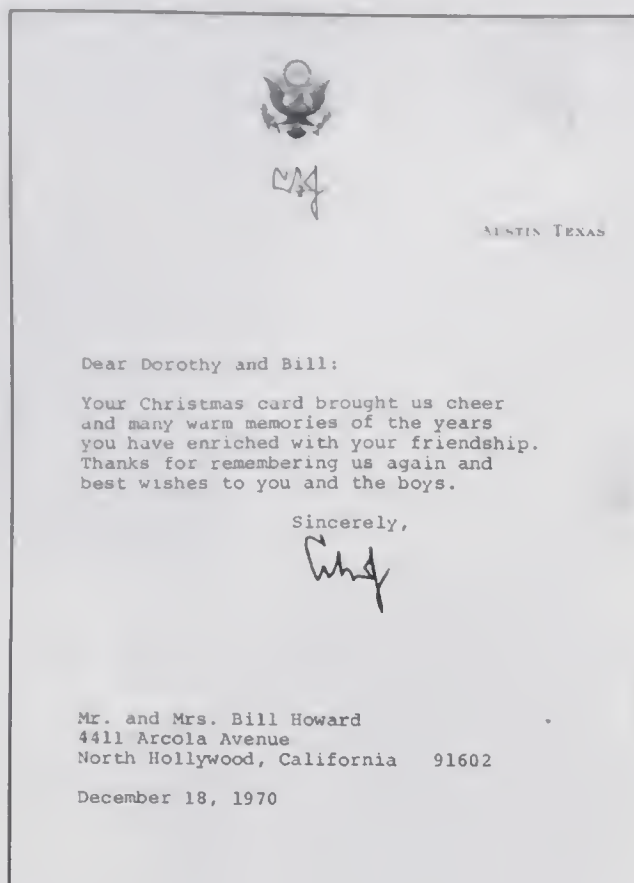 AUSTIN TEXAS
Dear Dorothy and Bill:
Your Christmas card brought us cheer
and many warm memories of the years
you have enriched with your friendship.
Thanks for remembering us again and
best wishes to you and the boys.
Sincerely,
Mr. and Mrs. Bill Howard
4411 Arcola Avenue
North Hollywood, California 91602
December 18, 1970